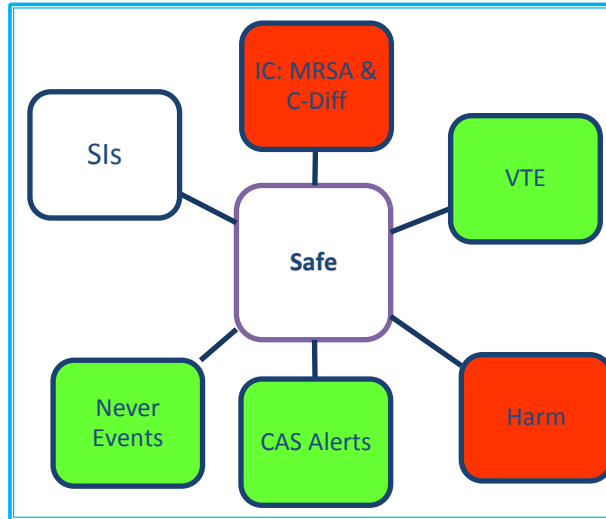 IC: MRSA &
C-Diff
SIs
VTE
Safe
Never
Events
CAS Alerts
Harm